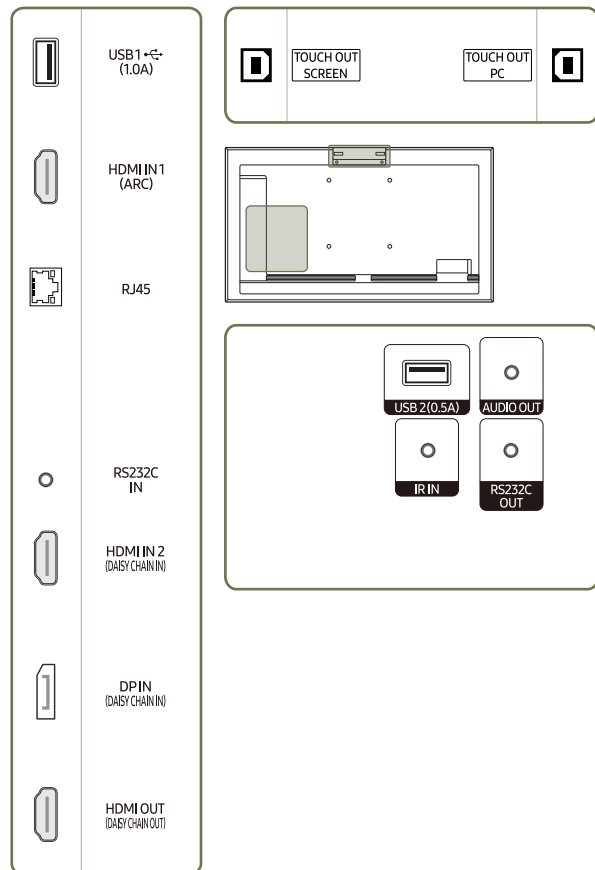 USB1
(1.0A)
HDMI IN 1
(ARC)
RJ45
RS232C
IN
HDMI IN 2
(DAISY CHAIN IN)
DP IN
(DAISY CHAIN IN)
HDMI OUT
(DAISY CHAIN OUT)
TOUCH OUT
SCREEN
TOUCH OUT
PC
USB 2(0.5A)
AUDIO OUT
IR IN
RS232C
OUT